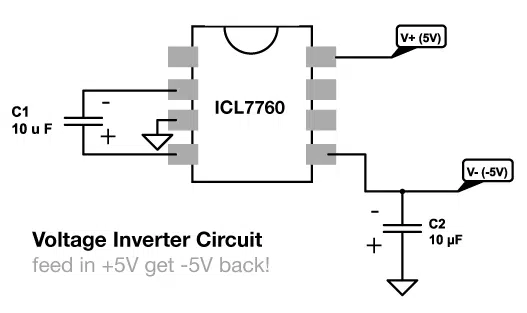 V+ (5V)
ICL7760
C1
10 u F
-
+
V- (-5V)
-
+
C2
10 µF
Voltage Inverter Circuit
feed in +5V get -5V back!